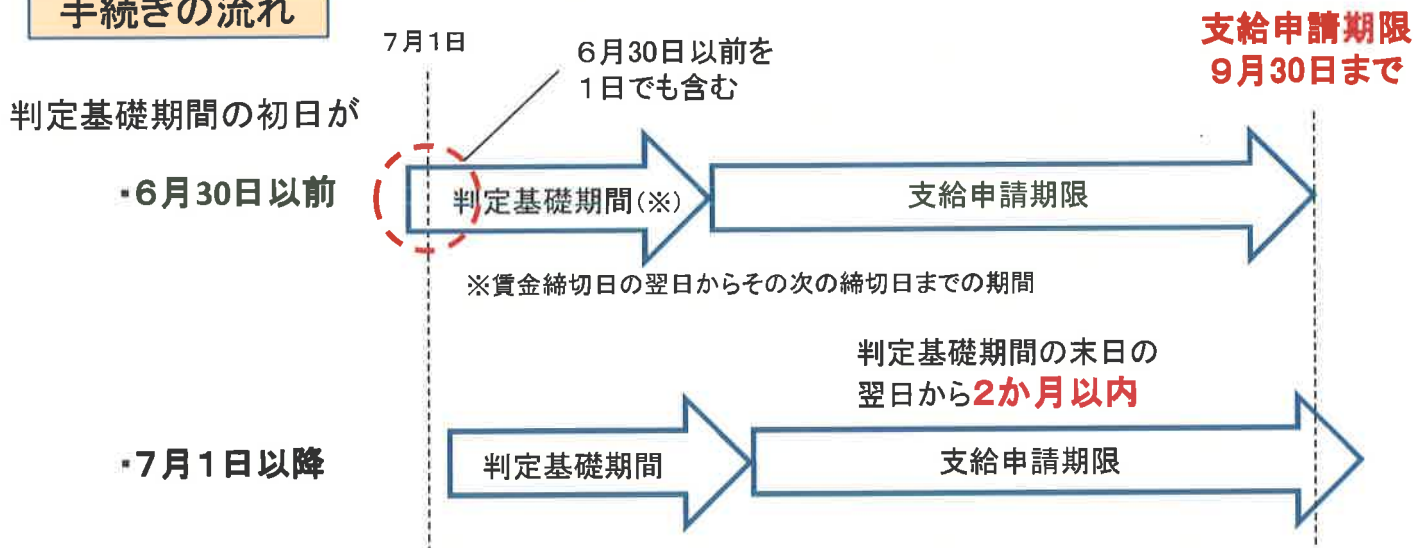 手続きの流れ
7月1日
6月30日以前を
1日でも含む
支給申請期限
9月30日まで
判定基礎期間の初日が
・6月30日以前
判定基礎期間(※)
支給申請期限
※賃金締切日の翌日からその次の締切日までの期間
判定基礎期間の末日の
翌日から2か月以内
・7月1日以降
判定基礎期間
支給申請期限